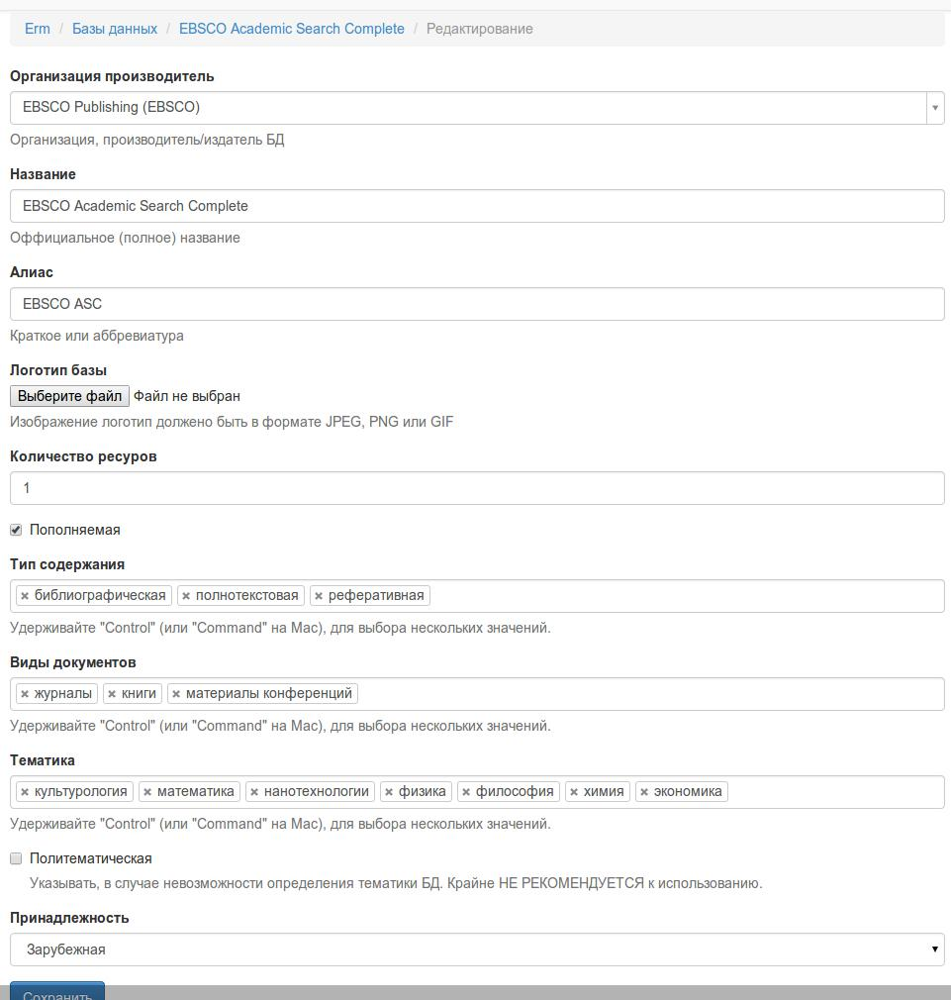 Erm / Базы данных / EBSCO Academic Search Complete / Редактирование
Организация производитель
EBSCO Publishing (EBSCO)
Организация, производитель/издатель БД
Название
EBSCO Academic Search Complete
Оффициальное (полное) название
Алиас
EBSCO ASC
Краткое или аббревиатура
Логотип базы
Выберите файл Файл не выбран
Изображение логотип должено быть в формате JPEG, PNG или GIF
Количество ресуров
1
Пополняемая
Тип содержания
× библиографическая × полнотекстовая × реферативная
Удерживайте "Control" (или "Command" на Mac), для выбора нескольких значений.
Виды документов
× журналы × книги × материалы конференций
Удерживайте "Control" (или "Command" на Mac), для выбора нескольких значений.
Тематика
× культурология × математика × нанотехнологии × физика × философия × химия × экономика
Удерживайте "Control" (или "Command" на Mac), для выбора нескольких значений.
Политематическая
Указывать, в случае невозможности определения тематики БД. Крайне НЕ РЕКОМЕНДУЕТСЯ к использованию.
Принадлежность
Зарубежная
Сохранить